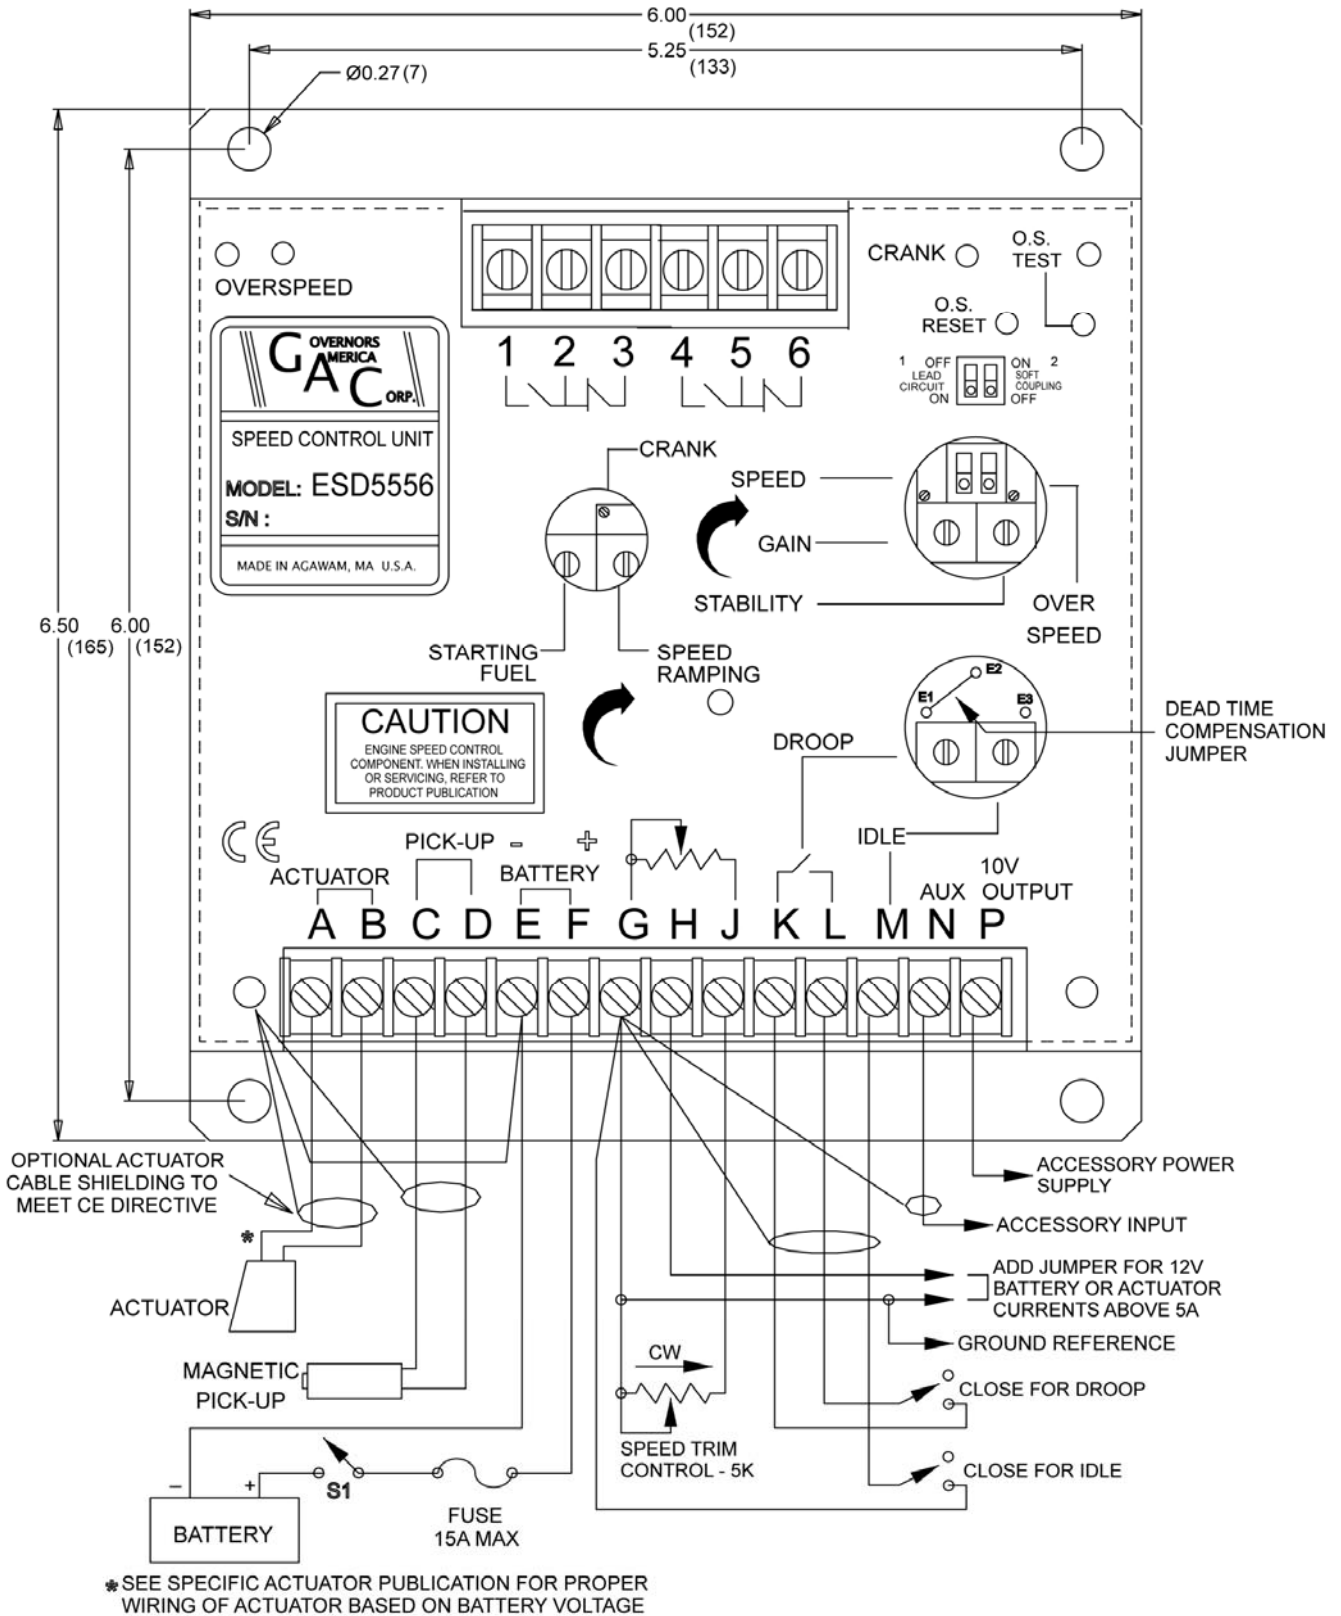 6.00
(152)
5.25
(133)
Ø0.27(7)
OVERSPEED
CRANK
O.S.
TEST
O.S.
RESET
1 2 3 4 5 6
1 OFF
LEAD
CIRCUIT
ON
ON 2
SOFT
COUPLING
OFF
GOVERNORS
AMERICA
CORP.
SPEED CONTROL UNIT
MODEL: ESD5556
S/N :
MADE IN AGAWAM, MA U.S.A.
CRANK
SPEED
GAIN
STABILITY
OVER
SPEED
6.50
(165)
6.00
(152)
STARTING
FUEL
SPEED
RAMPING
E1
E2
E3
DEAD TIME
COMPENSATION
JUMPER
CAUTION
ENGINE SPEED CONTROL
COMPONENT. WHEN INSTALLING
OR SERVICING, REFER TO
PRODUCT PUBLICATION
DROOP
IDLE
CE
ACTUATOR
PICK-UP
- +
BATTERY
AUX
10V
OUTPUT
A B C D E F G H J K L M N P
OPTIONAL ACTUATOR
CABLE SHIELDING TO
MEET CE DIRECTIVE
*
ACTUATOR
MAGNETIC
PICK-UP
ACCESSORY POWER
SUPPLY
ACCESSORY INPUT
ADD JUMPER FOR 12V
BATTERY OR ACTUATOR
CURRENTS ABOVE 5A
GROUND REFERENCE
CW
CLOSE FOR DROOP
SPEED TRIM
CONTROL - 5K
CLOSE FOR IDLE
– +
S1
BATTERY
FUSE
15A MAX
* SEE SPECIFIC ACTUATOR PUBLICATION FOR PROPER
WIRING OF ACTUATOR BASED ON BATTERY VOLTAGE